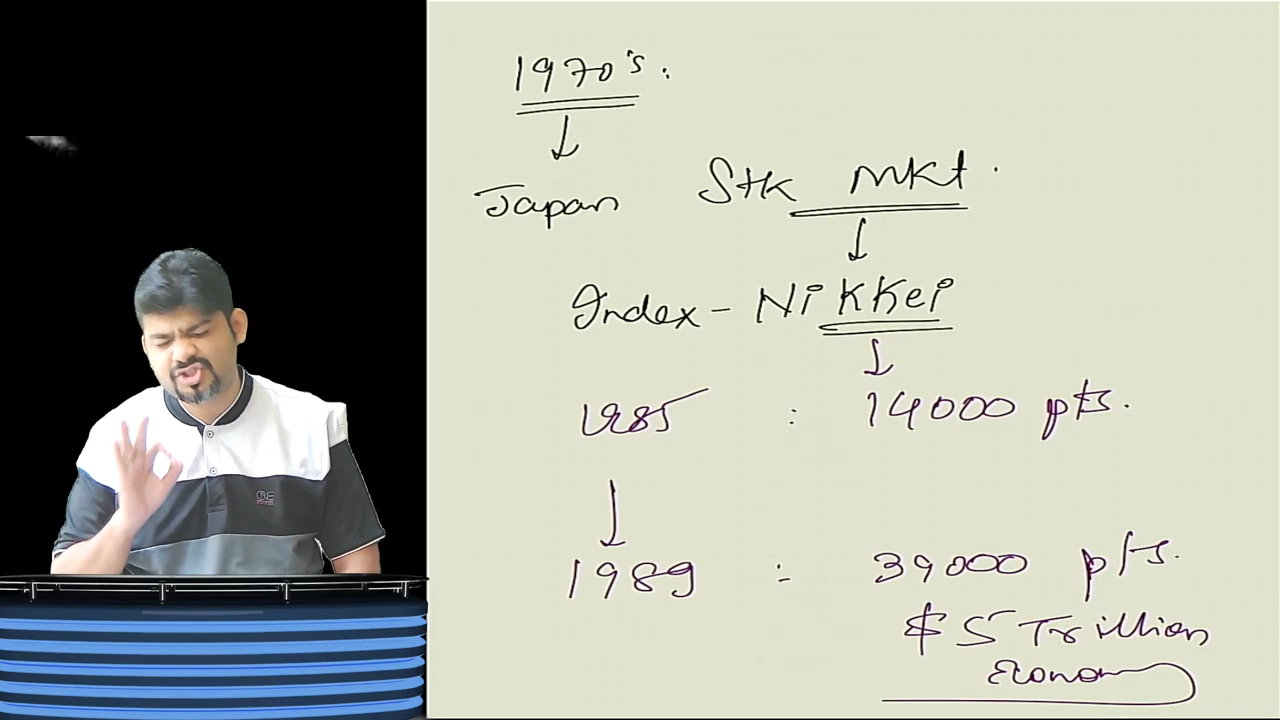 1970's.
Japan Stk Mkt.
Index - Nikkei
1985 : 14000 pts.
1989 : 39000 pts.
$5 Trillion
Economy